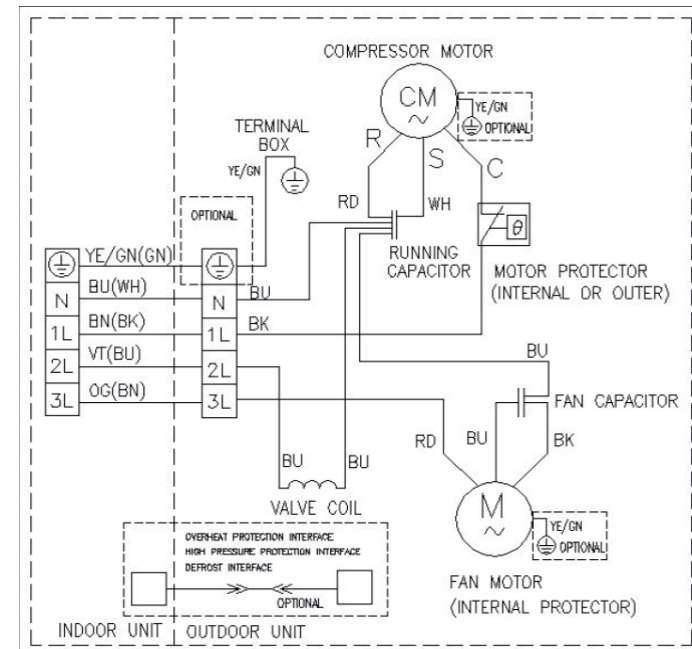 COMPRESSOR MOTOR
CM
~
YE/GN
OPTIONAL
TERMINAL
BOX
YE/GN
R
S
C
RD
WH
OPTIONAL
θ
RUNNING
CAPACITOR
MOTOR PROTECTOR
(INTERNAL OR OUTER)
YE/GN(GN)
N
BU(WH)
N
BU
1L
BN(BK)
1L
BK
2L
VT(BU)
2L
BU
3L
OG(BN)
3L
FAN CAPACITOR
RD
BU
BK
BU
BU
VALVE COIL
M
~
YE/GN
OPTIONAL
OVERHEAT PROTECTION INTERFACE
HIGH PRESSURE PROTECTION INTERFACE
DEFROST INTERFACE
OPTIONAL
FAN MOTOR
(INTERNAL PROTECTOR)
INDOOR UNIT
OUTDOOR UNIT